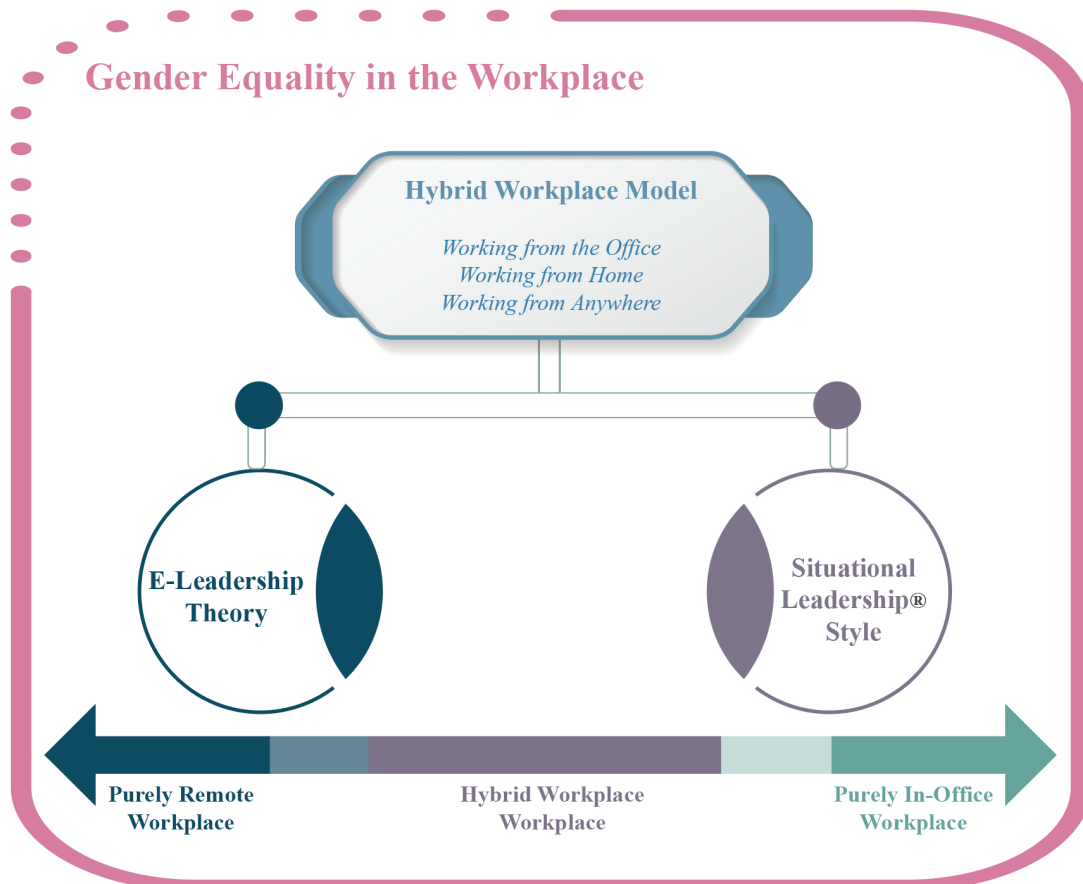 Gender Equality in the Workplace
Hybrid Workplace Model
Working from the Office
Working from Home
Working from Anywhere
E-Leadership
Theory
Situational
Leadership®
Style
Purely Remote
Workplace
Hybrid Workplace
Workplace
Purely In-Office
Workplace